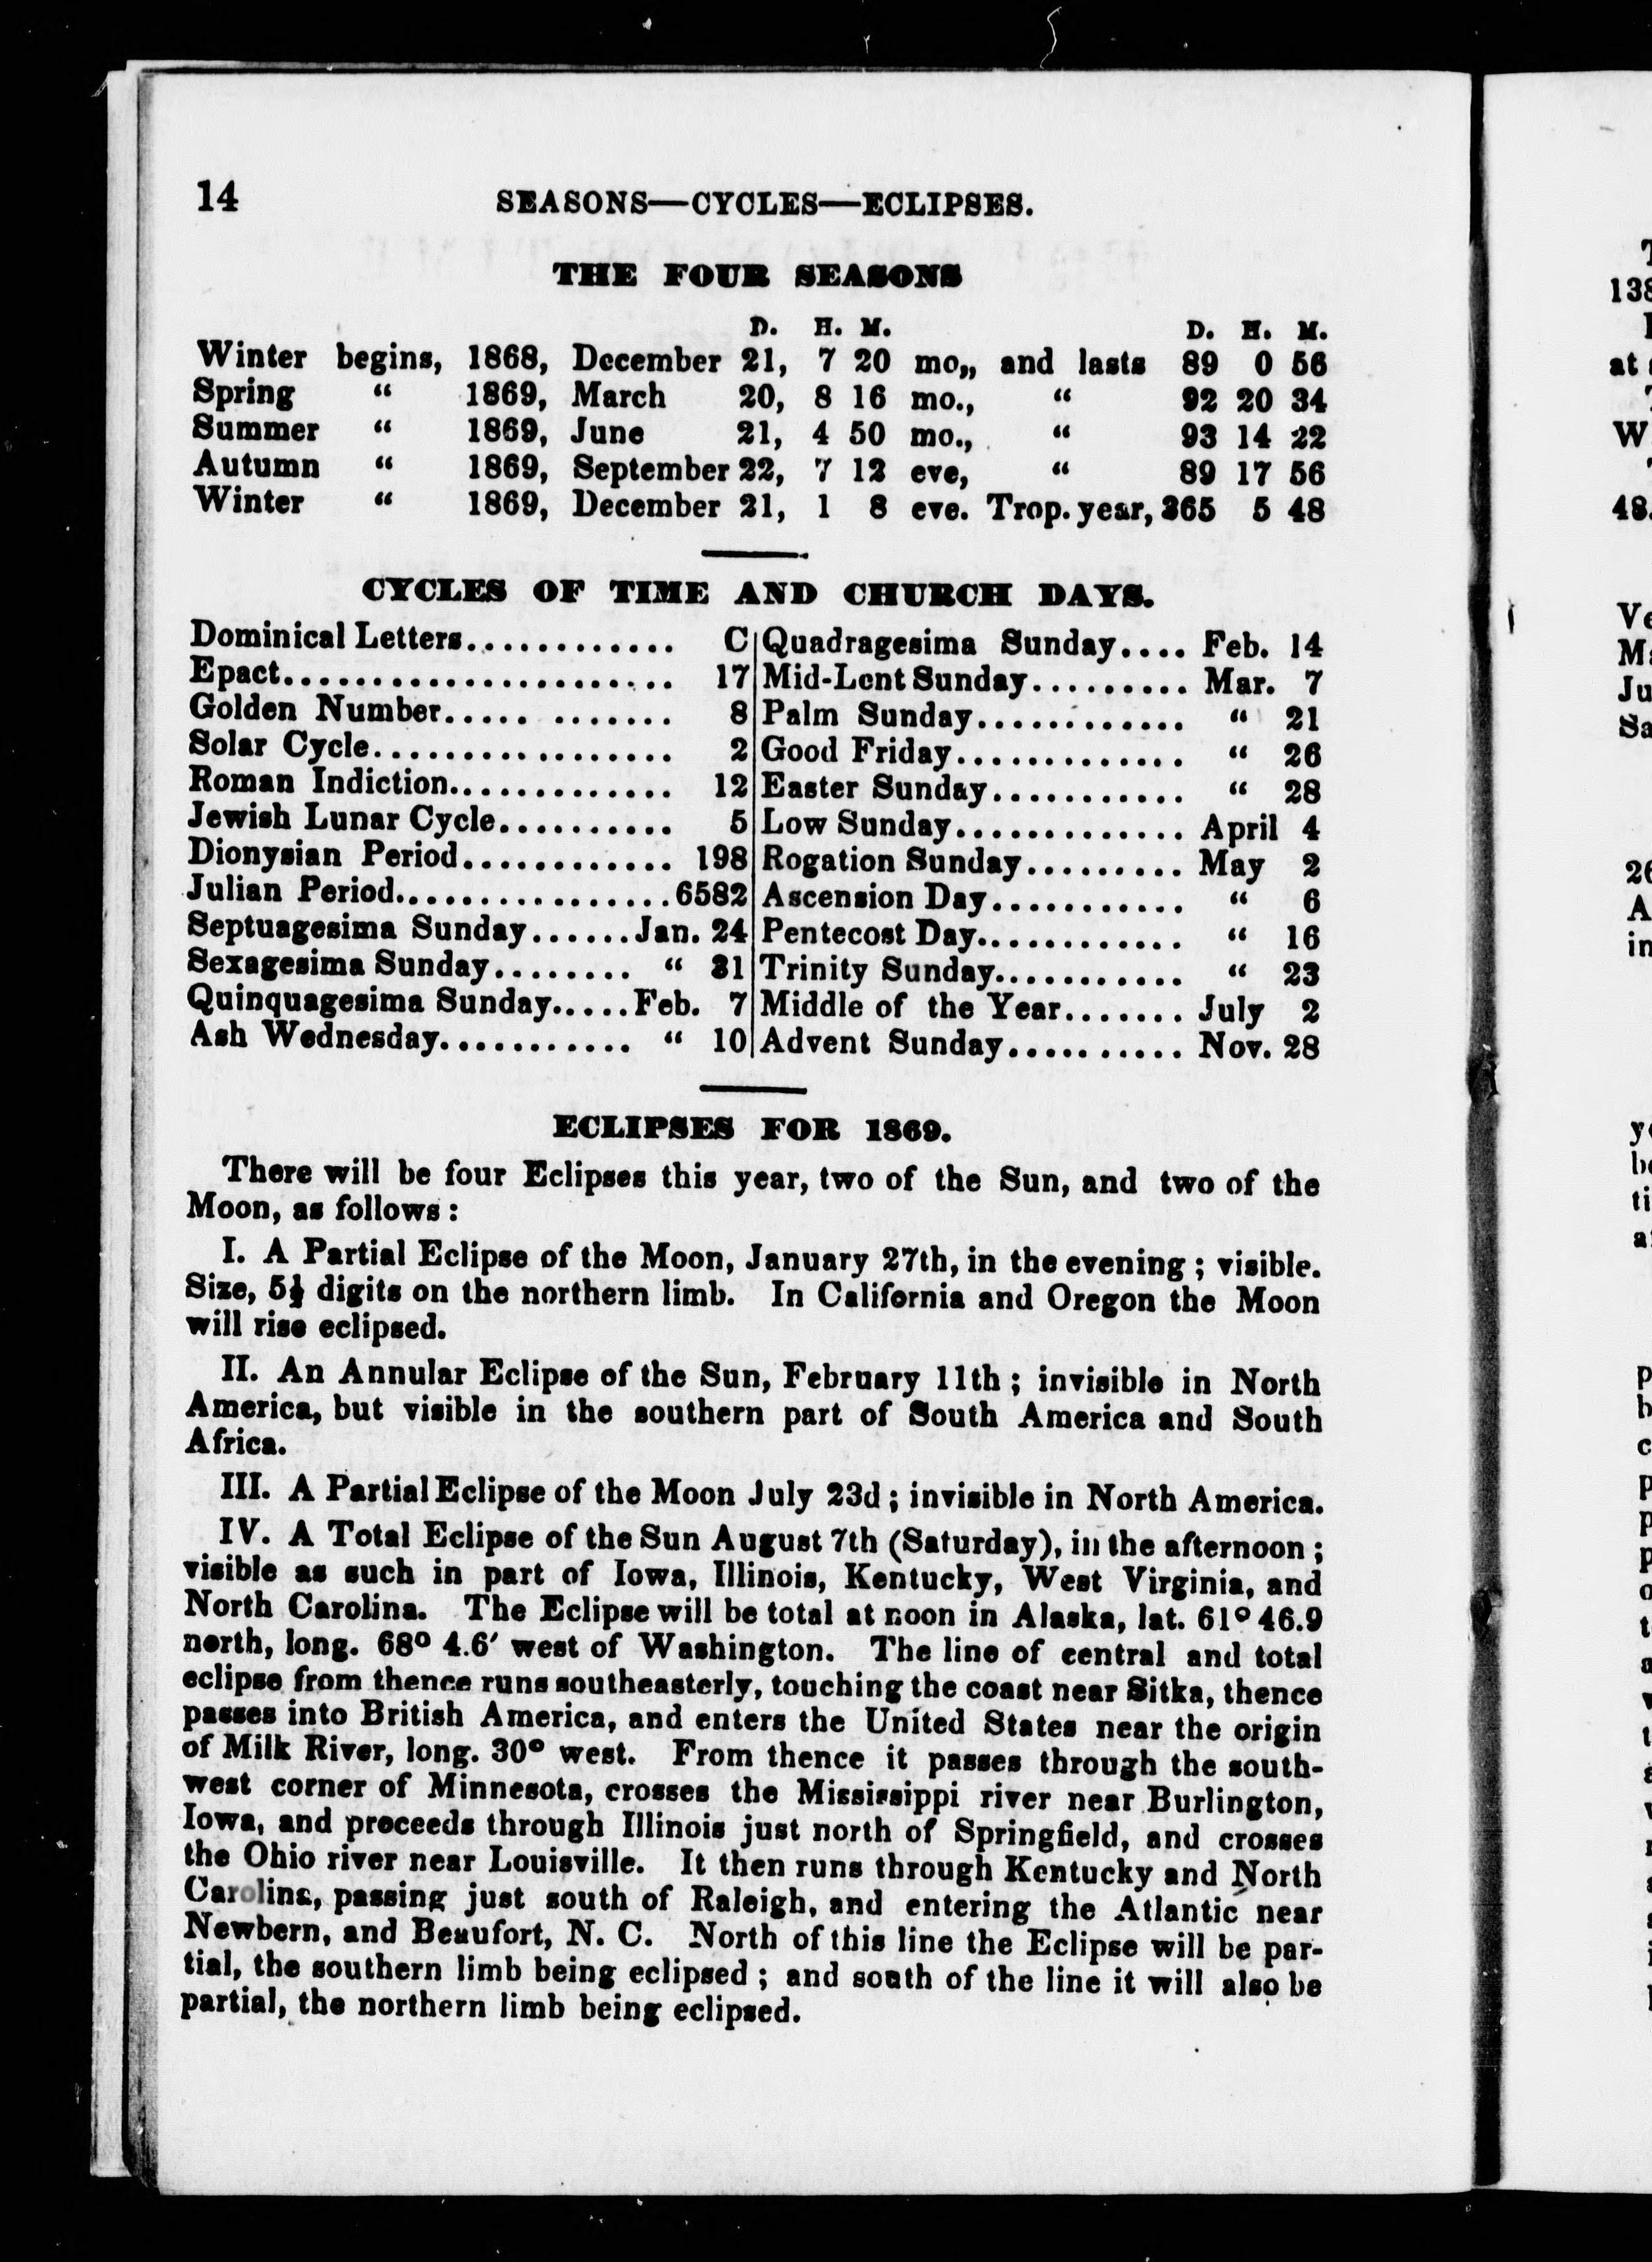 14 SEASONS—CYCLES—ECLIPSES.
THE FOUR SEASONS
D. H. M. D. H. M.
Winter begins, 1868, December 21, 7 20 mo,, and lasts 89 0 56
Spring “ 1869, March 20, 8 16 mo., “ 92 20 34
Summer “ 1869, June 21, 4 50 mo., “ 93 14 22
Autumn “ 1869, September 22, 7 12 eve, “ 89 17 56
Winter “ 1869, December 21, 1 8 eve. Trop. year, 365 5 48
CYCLES OF TIME AND CHURCH DAYS.
Dominical Letters............ C
Epact...................... 17
Golden Number..... ....... 8
Solar Cycle................. 2
Roman Indiction............. 12
Jewish Lunar Cycle.......... 5
Dionysian Period............ 198
Julian Period................6582
Septuagesima Sunday......Jan. 24
Sexagesima Sunday........ “ 31
Quinquagesima Sunday.....Feb. 7
Ash Wednesday........... “ 10
Quadragesima Sunday.... Feb. 14
Mid-Lent Sunday......... Mar. 7
Palm Sunday............ “ 21
Good Friday............. “ 26
Easter Sunday........... “ 28
Low Sunday............. April 4
Rogation Sunday......... May 2
Ascension Day........... “ 6
Pentecost Day............ “ 16
Trinity Sunday........... “ 23
Middle of the Year....... July 2
Advent Sunday.......... Nov. 28
ECLIPSES FOR 1869.
There will be four Eclipses this year, two of the Sun, and two of the
Moon, as follows:
I. A Partial Eclipse of the Moon, January 27th, in the evening; visible.
Size, 5½ digits on the northern limb. In California and Oregon the Moon
will rise eclipsed.
II. An Annular Eclipse of the Sun, February 11th; invisible in North
America, but visible in the southern part of South America and South
Africa.
III. A Partial Eclipse of the Moon July 23d; invisible in North America.
IV. A Total Eclipse of the Sun August 7th (Saturday), in the afternoon;
visible as such in part of Iowa, Illinois, Kentucky, West Virginia, and
North Carolina. The Eclipse will be total at noon in Alaska, lat. 61° 46.9
north, long. 68° 4.6′ west of Washington. The line of central and total
eclipse from thence runs southeasterly, touching the coast near Sitka, thence
passes into British America, and enters the United States near the origin
of Milk River, long. 30° west. From thence it passes through the south-
west corner of Minnesota, crosses the Mississippi river near Burlington,
Iowa, and proceeds through Illinois just north of Springfield, and crosses
the Ohio river near Louisville. It then runs through Kentucky and North
Carolina, passing just south of Raleigh, and entering the Atlantic near
Newbern, and Beaufort, N. C. North of this line the Eclipse will be par-
tial, the southern limb being eclipsed; and south of the line it will also be
partial, the northern limb being eclipsed.